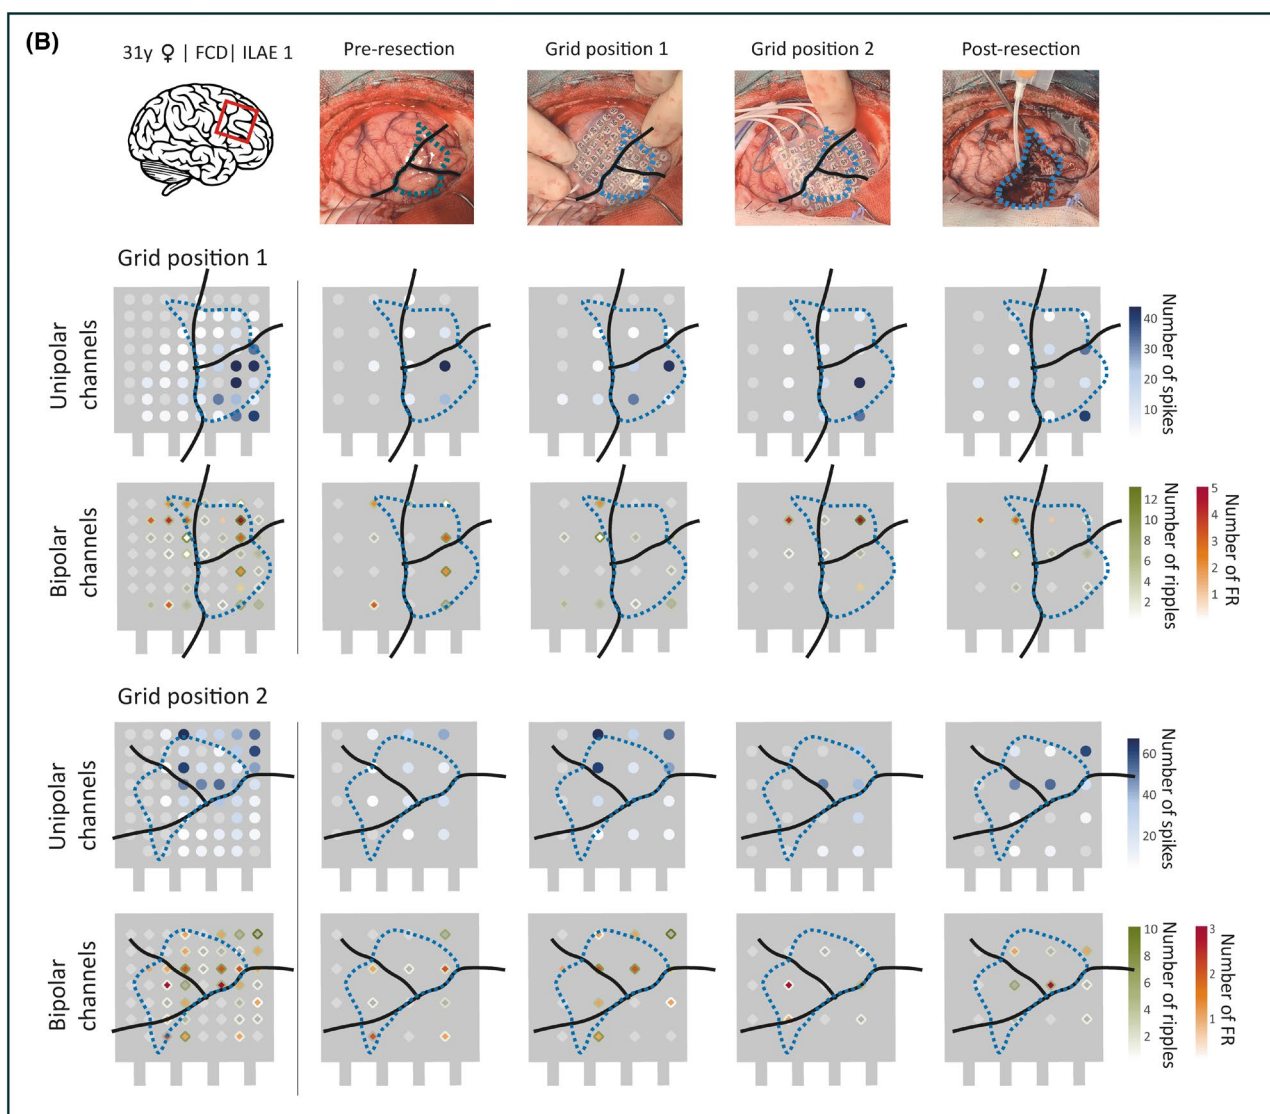 (B)
31y ♀ | FCD| ILAE 1
Pre-resection
Grid position 1
Grid position 2
Post-resection
Grid position 1
Unipolar
channels
40
30
20
10
Number of spikes
Bipolar
channels
12
10
8
6
4
2
Number of ripples
5
4
3
2
1
Number of FR
Grid position 2
Unipolar
channels
60
40
20
Number of spikes
Bipolar
channels
10
8
6
4
2
Number of ripples
3
2
1
Number of FR